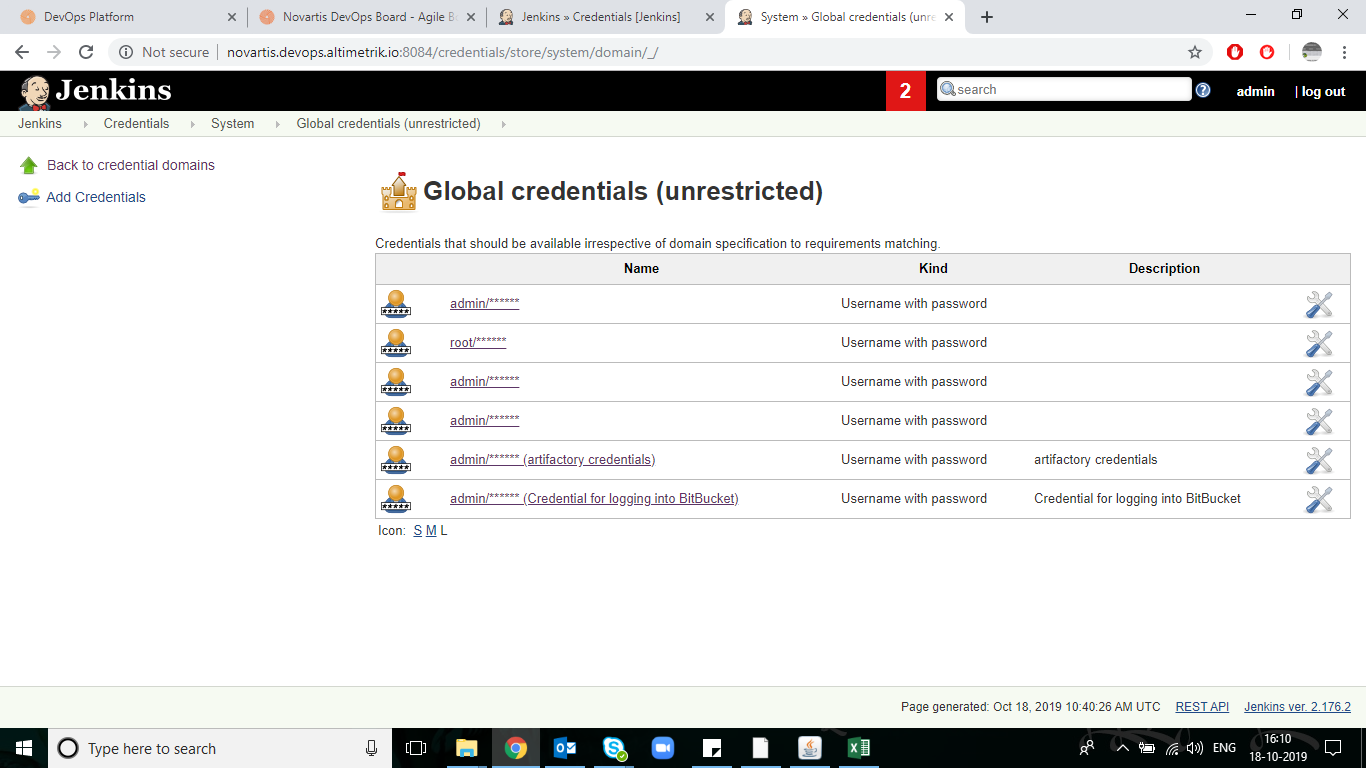 DevOps Platform
Novartis DevOps Board - Agile B
Jenkins » Credentials [Jenkins]
System » Global credentials (unre
Not secure | novartis.devops.altimetrik.io:8084/credentials/store/system/domain/_/
Jenkins
2
search
admin
| log out
Jenkins
Credentials
System
Global credentials (unrestricted)
Back to credential domains
Add Credentials
Global credentials (unrestricted)
Credentials that should be available irrespective of domain specification to requirements matching.
Name Kind Description
admin/****** Username with password
root/****** Username with password
admin/****** Username with password
admin/****** Username with password
admin/****** (artifactory credentials) Username with password artifactory credentials
admin/****** (Credential for logging into BitBucket) Username with password Credential for logging into BitBucket
Icon: S M L
Page generated: Oct 18, 2019 10:40:26 AM UTC REST API Jenkins ver. 2.176.2
Type here to search
ENG
16:10
18-10-2019